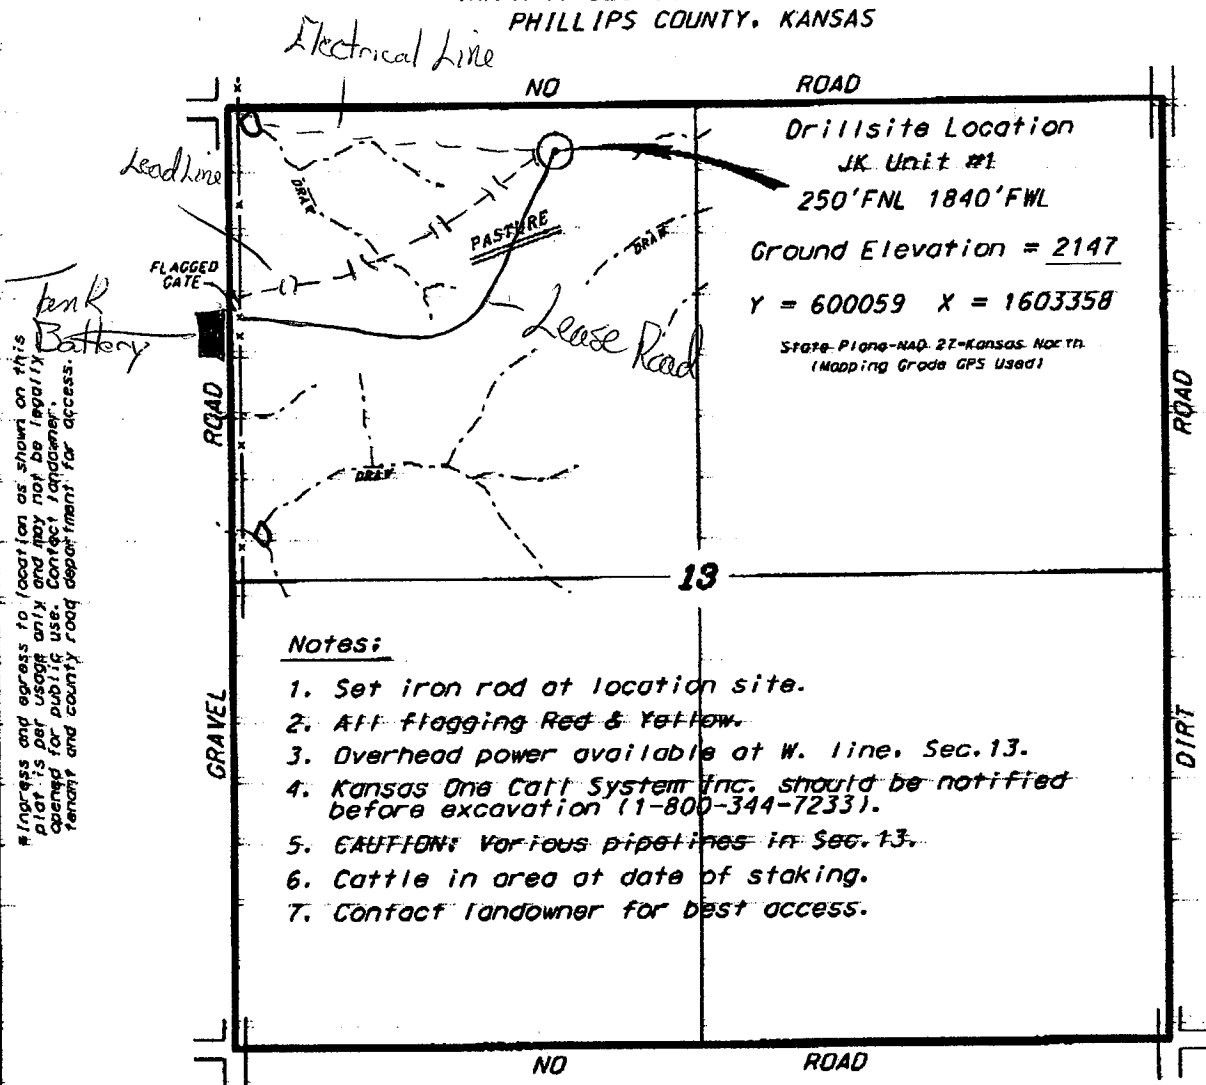 PHILLIPS COUNTY, KANSAS
Electrical Line
NO ROAD
Drillsite Location
JK Unit #1
250'FNL 1840'FWL
Lead Line
DRAW
PASTURE
DRAW
Ground Elevation = 2147
FLAGGED
GATE
Y = 600059 X = 1603358
Tank
Battery
Lease Road
State Plane-NAD 27-Kansas North
(Mapping Grade GPS Used)
ROAD
ROAD
DRAW
*Ingress and egress to location as shown on this
plat is per usage only and may not be legally
opened for public use. Contact landowner,
tenant and county road department for access.
13
Notes:
1. Set iron rod at location site.
2. All flagging Red & Yellow.
3. Overhead power available at W. line, Sec.13.
4. Kansas One Call System Inc. should be notified
before excavation (1-800-344-7233).
5. CAUTION: Various pipelines in Sec.13.
6. Cattle in area at date of staking.
7. Contact landowner for best access.
GRAVEL
DIRT
NO ROAD